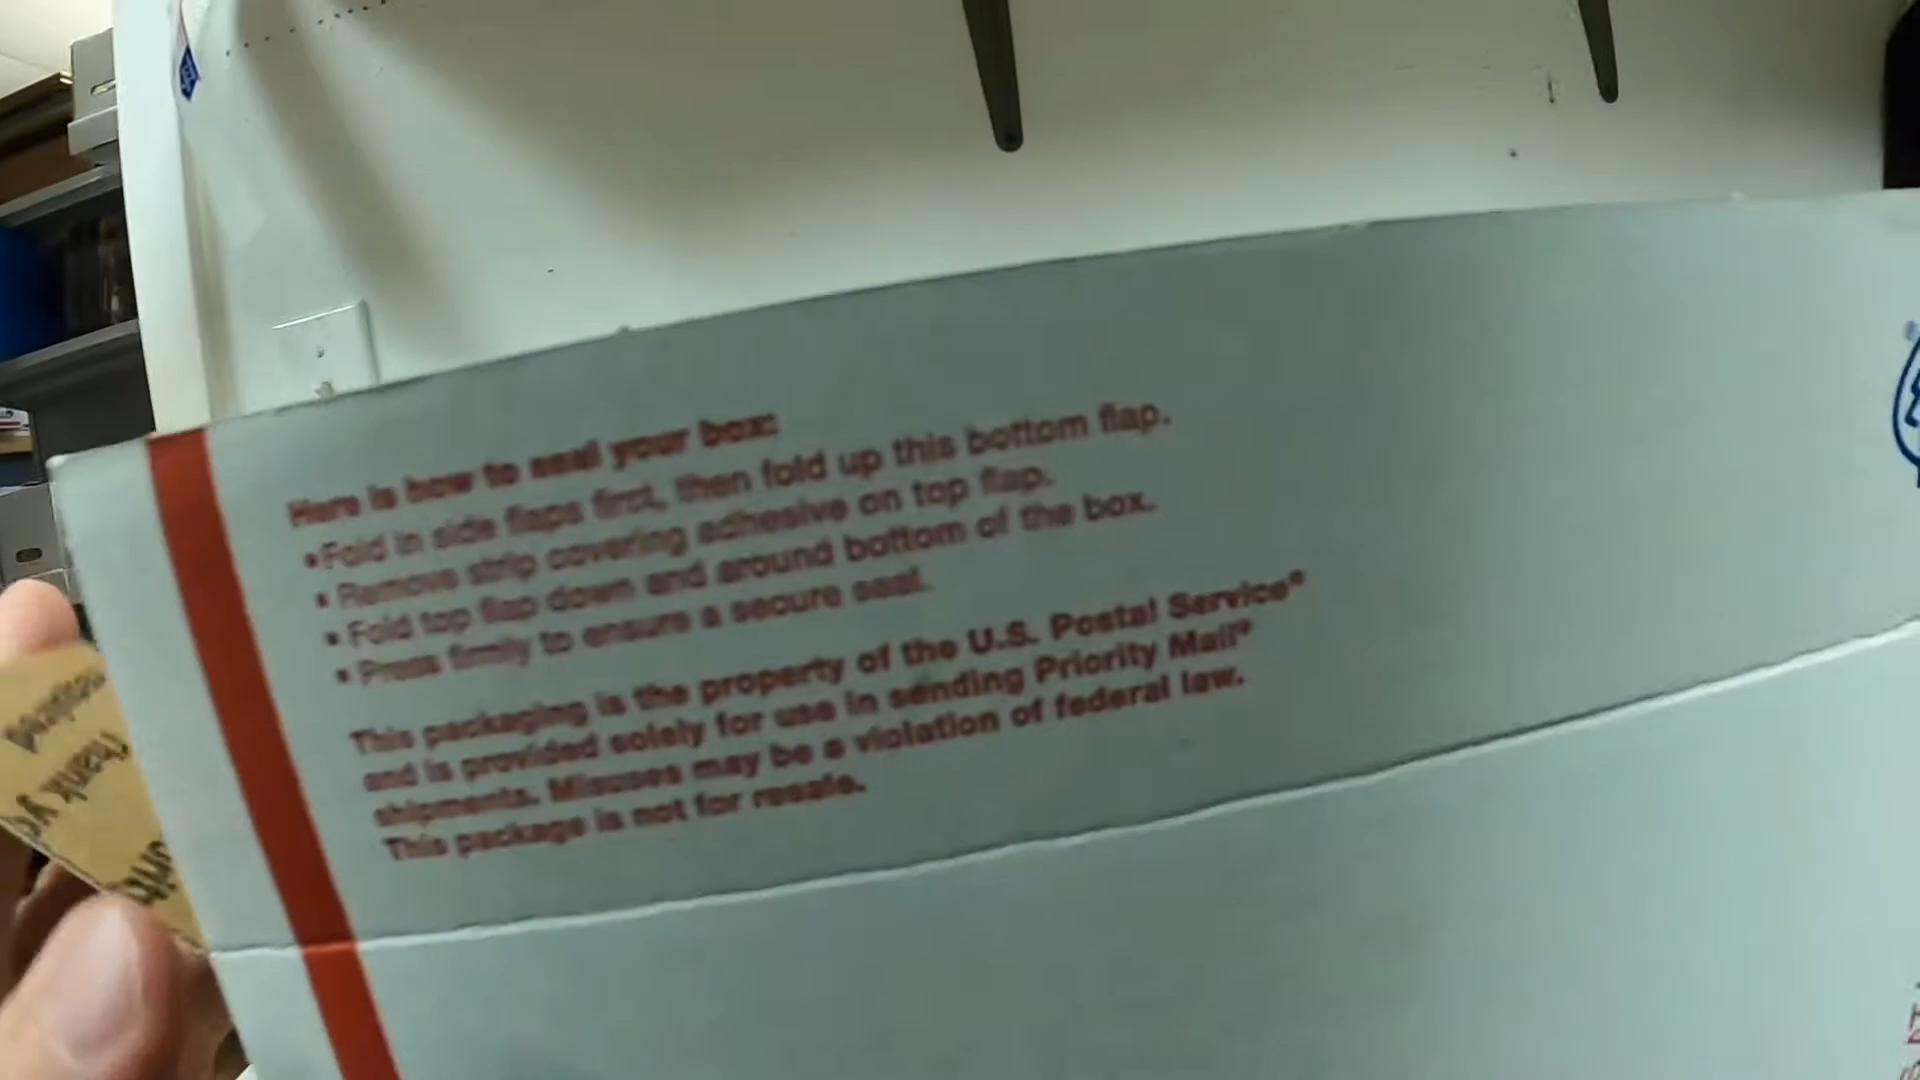 Here is how to seal your box:
•Fold in side flaps first, then fold up this bottom flap.
• Remove strip covering adhesive on top flap.
• Fold top flap down and around bottom of the box.
• Press firmly to ensure a secure seal.
This packaging is the property of the U.S. Postal Service®
and is provided solely for use in sending Priority Mail®
shipments. Misuses may be a violation of federal law.
This package is not for resale.
Thank